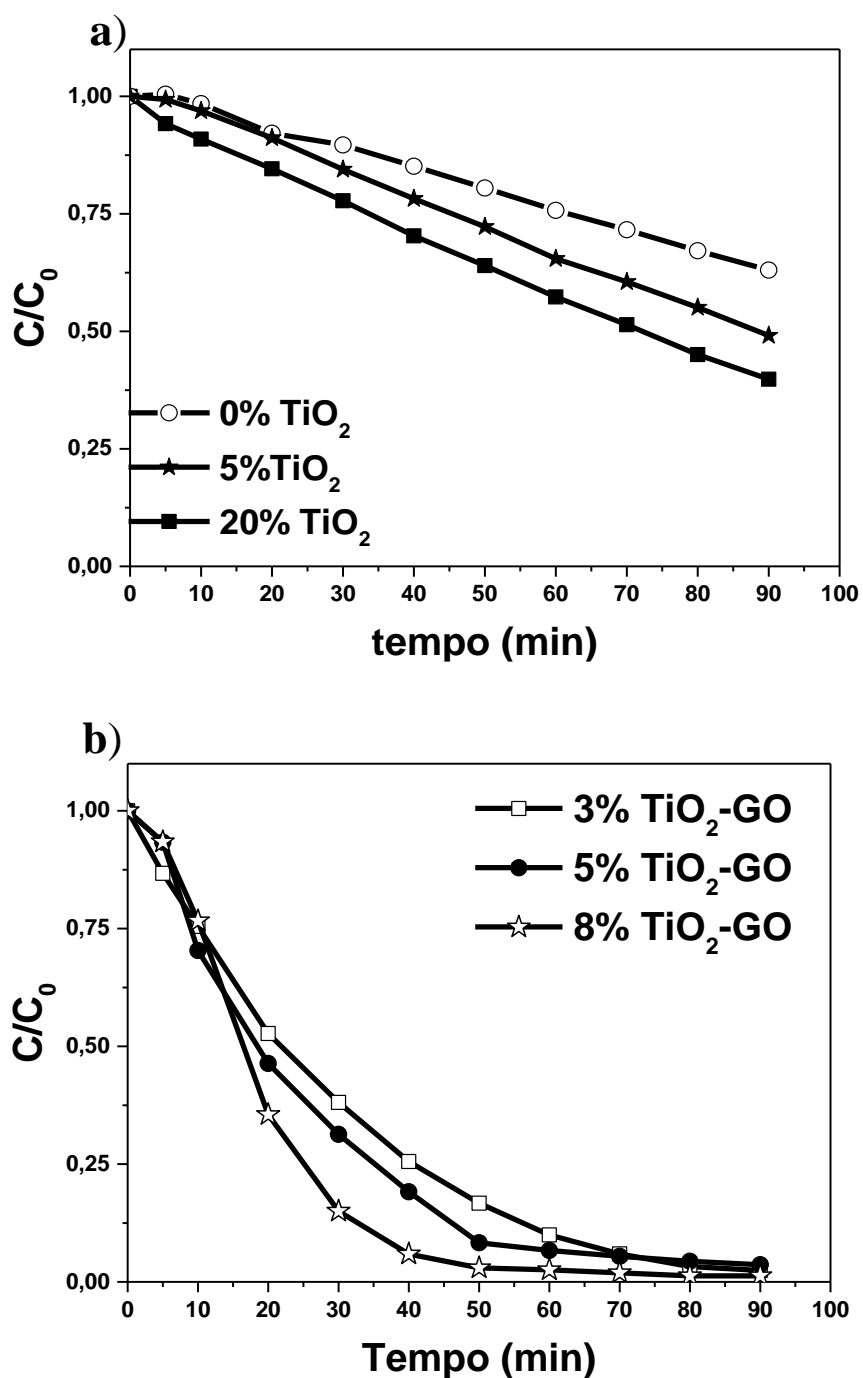 a)
1,00
0,75
0,50
0,25
0,00
C/C0
0% TiO2
5%TiO2
20% TiO2
0 10 20 30 40 50 60 70 80 90 100
tempo (min)
b)
1,00
0,75
0,50
0,25
0,00
C/C0
3% TiO2-GO
5% TiO2-GO
8% TiO2-GO
0 10 20 30 40 50 60 70 80 90 100
Tempo (min)